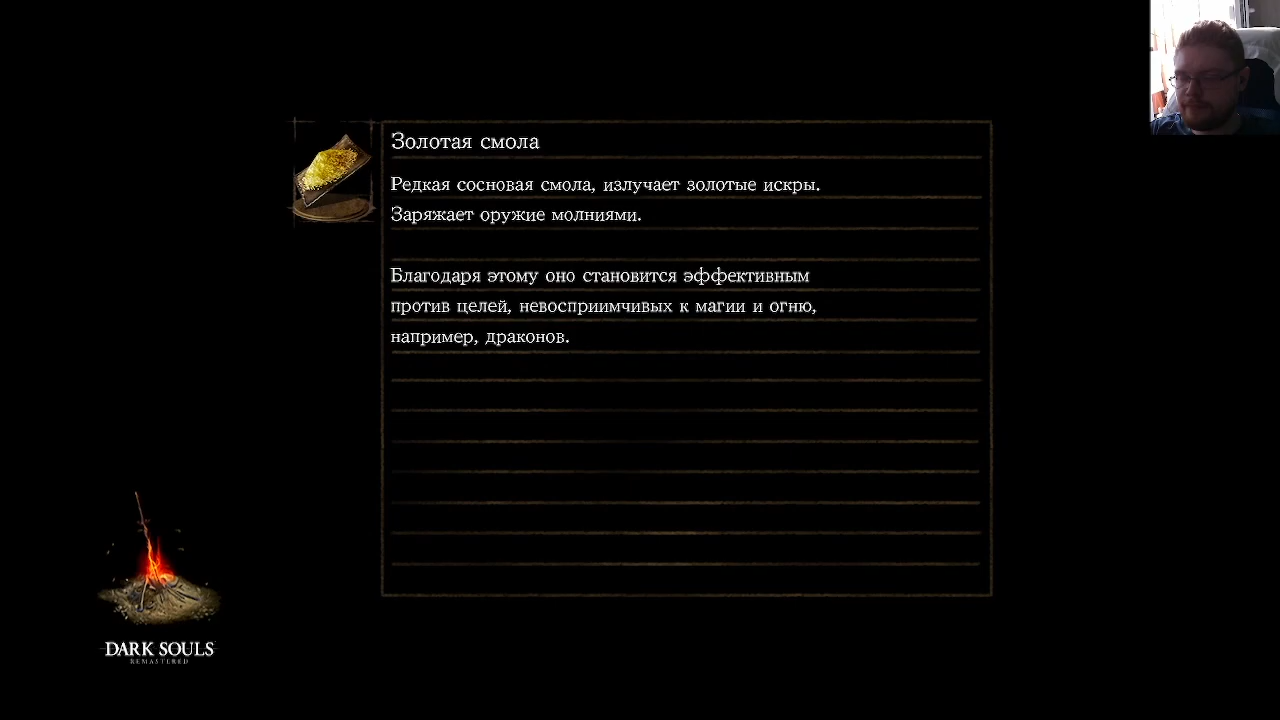 Золотая смола
Редкая сосновая смола, излучает золотые искры.
Заряжает оружие молниями.
Благодаря этому оно становится эффективным
против целей, невосприимчивых к магии и огню,
например, драконов.
DARK SOULS
REMASTERED